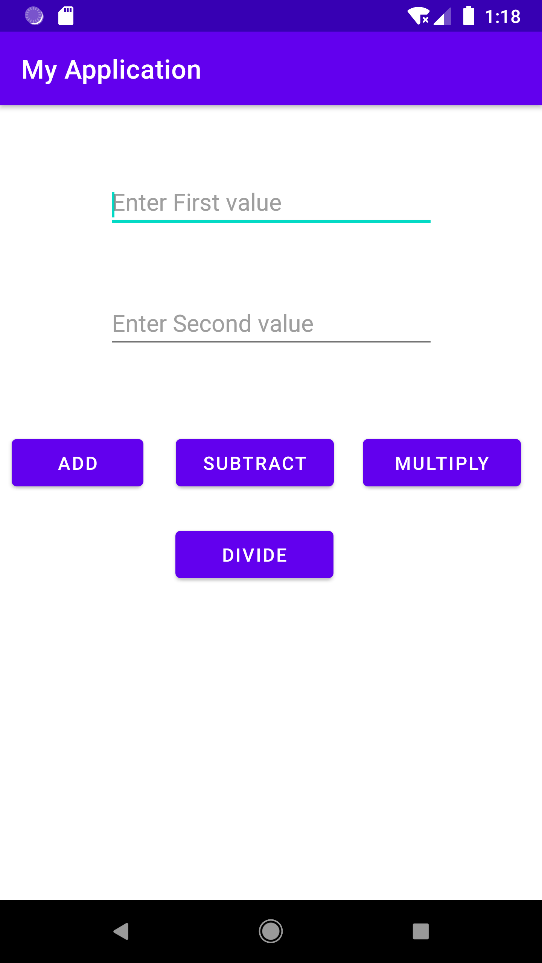 1:18
My Application
Enter First value
Enter Second value
ADD SUBTRACT MULTIPLY
DIVIDE